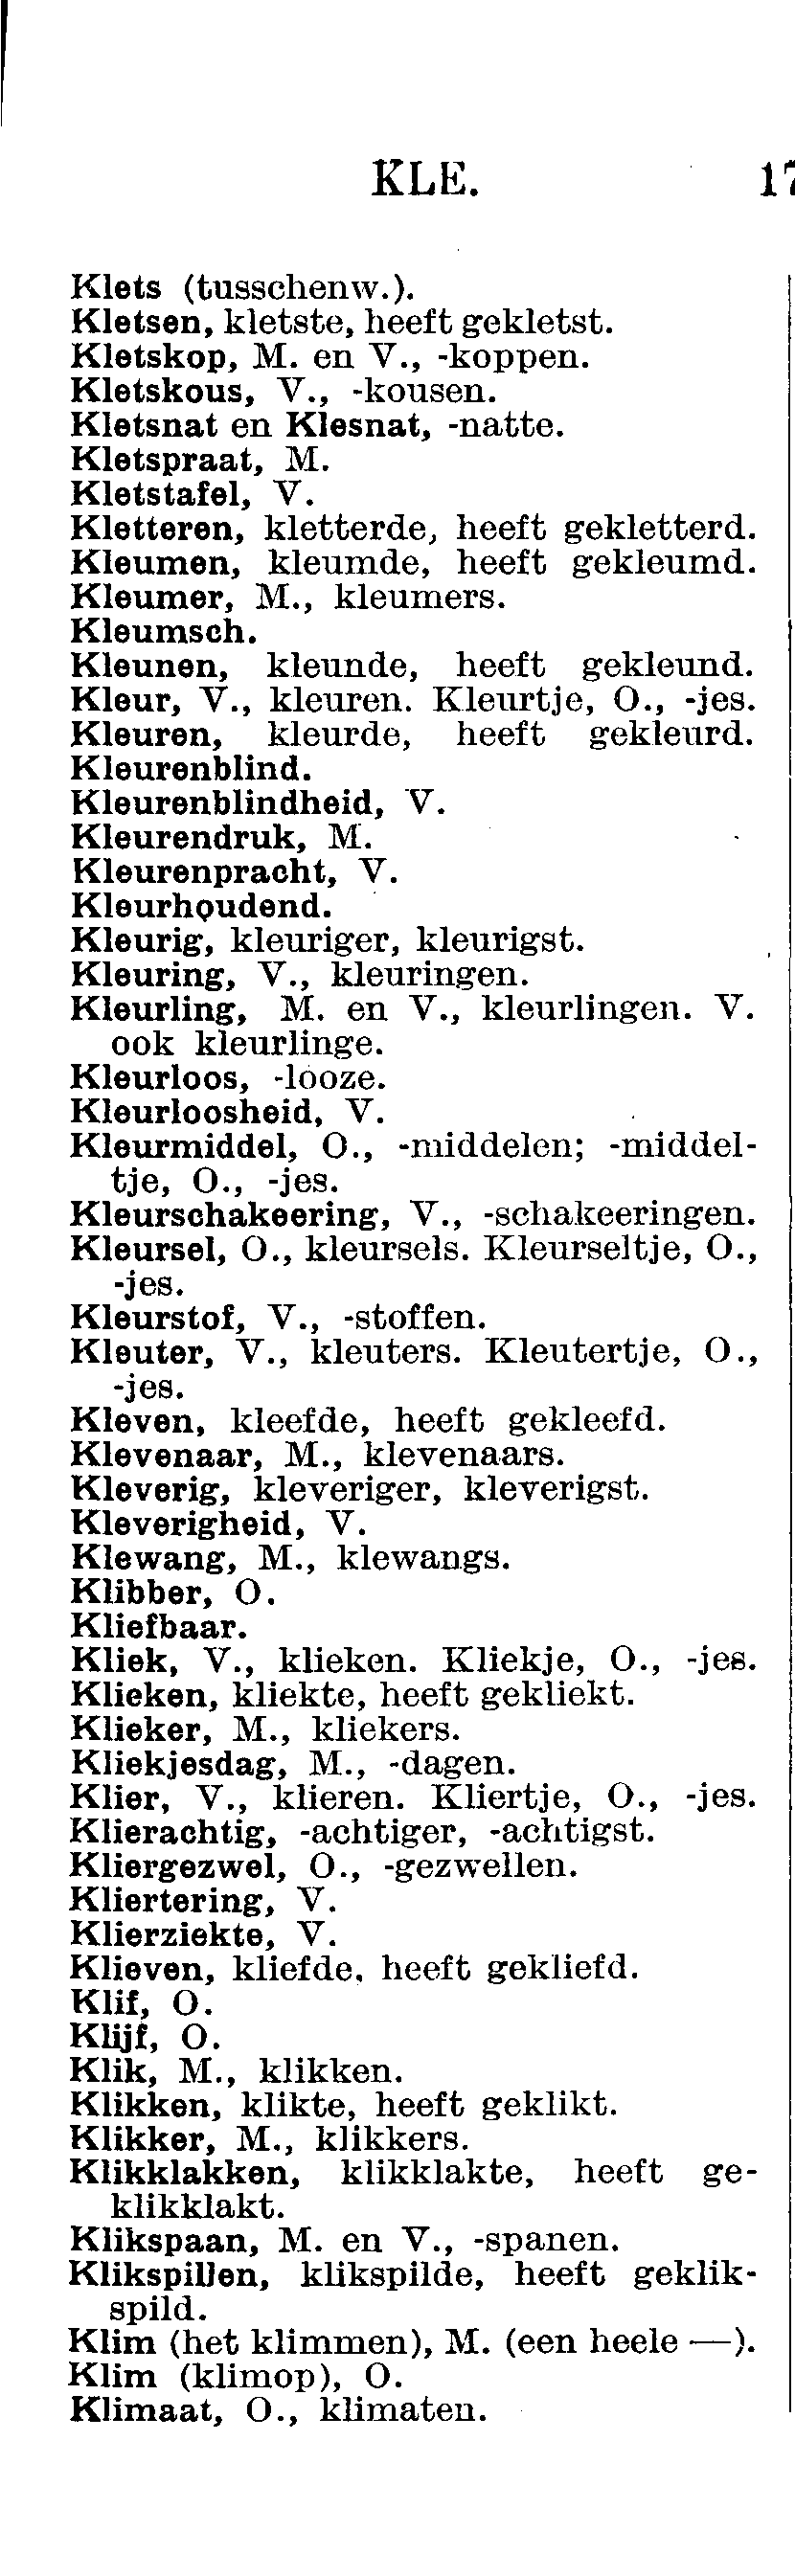 KLE.
Klets (tusschenw.).
Kletsen, kletste, heeft gekletst.
Kletskop, M. en V., -koppen.
Kletskous, V., -kousen.
Kletsnat en Klesnat, -natte.
Kletspraat, M.
Kletstafel, V.
Kletteren, kletterde, heeft gekletterd.
Kleumen, kleumde, heeft gekleumd.
Kleumer, M., kleumers.
Kleumsch.
Kleunen, kleunde, heeft gekleund.
Kleur, V., kleuren. Kleurtje, O., -jes.
Kleuren, kleurde, heeft gekleurd.
Kleurenblind.
Kleurenblindheid, V.
Kleurendruk, M.
Kleurenpracht, V.
Kleurhoudend.
Kleurig, kleuriger, kleurigst.
Kleuring, V., kleuringen.
Kleurling, M. en V., kleurlingen. V.
ook kleurlinge.
Kleurloos, -looze.
Kleurloosheid, V.
Kleurmiddel, O., -middelen; -middel-
tje, O., -jes.
Kleurschakeering, V., -schakeeringen.
Kleursel, O., kleursels. Kleurseltje, O.,
-jes.
Kleurstof, V., -stoffen.
Kleuter, V., kleuters. Kleutertje, O.,
-jes.
Kleven, kleefde, heeft gekleefd.
Klevenaar, M., klevenaars.
Kleverig, kleveriger, kleverigst.
Kleverigheid, V.
Klewang, M., klewangs.
Klibber, O.
Kliefbaar.
Kliek, V., klieken. Kliekje, O., -jes.
Klieken, kliekte, heeft gekliekt.
Klieker, M., kliekers.
Kliekjesdag, M., -dagen.
Klier, V., klieren. Kliertje, O., -jes.
Klierachtig, -achtiger, -achtigst.
Kliergezwel, O., -gezwellen.
Kliertering, V.
Klierziekte, V.
Klieven, kliefde, heeft gekliefd.
Klif, O.
Klijf, O.
Klik, M., klikken.
Klikken, klikte, heeft geklikt.
Klikker, M., klikkers.
Klikklakken, klikklakte, heeft ge-
klikklakt.
Klikspaan, M. en V., -spanen.
Klikspillen, klikspilde, heeft geklik-
spild.
Klim (het klimmen), M. (een heele —).
Klim (klimop), O.
Klimaat, O., klimaten.